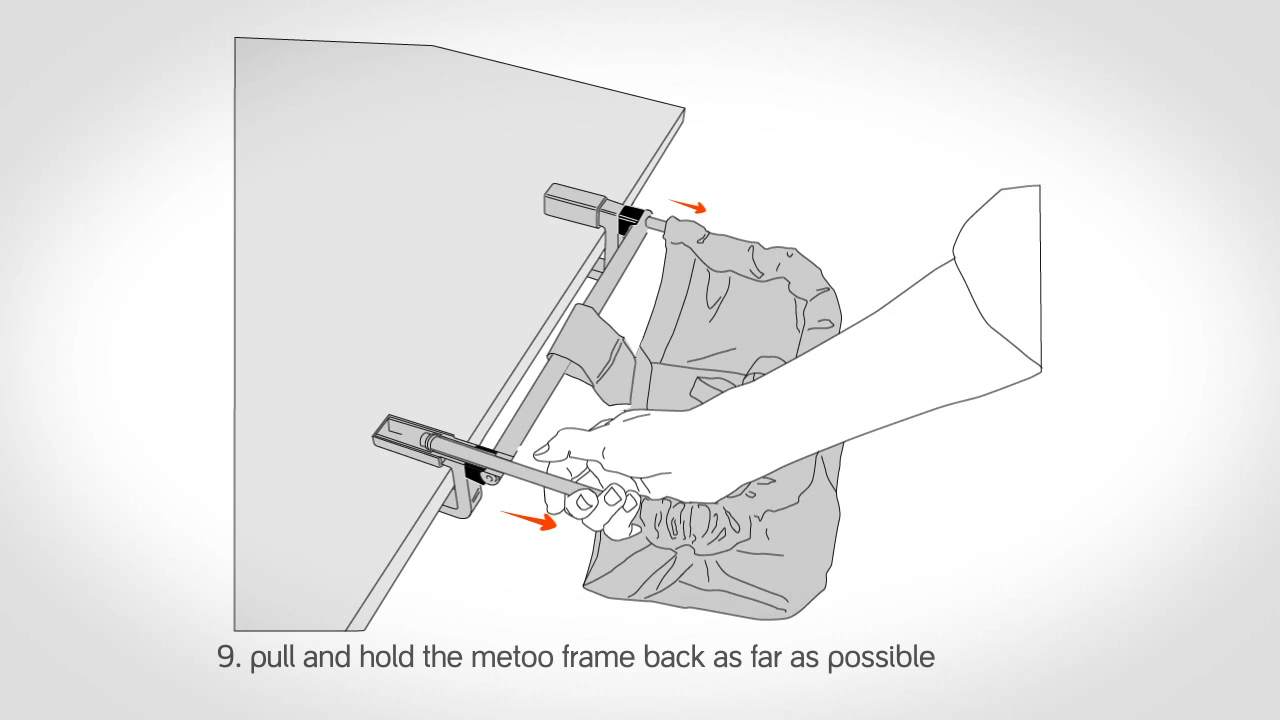 9. pull and hold the metoo frame back as far as possible